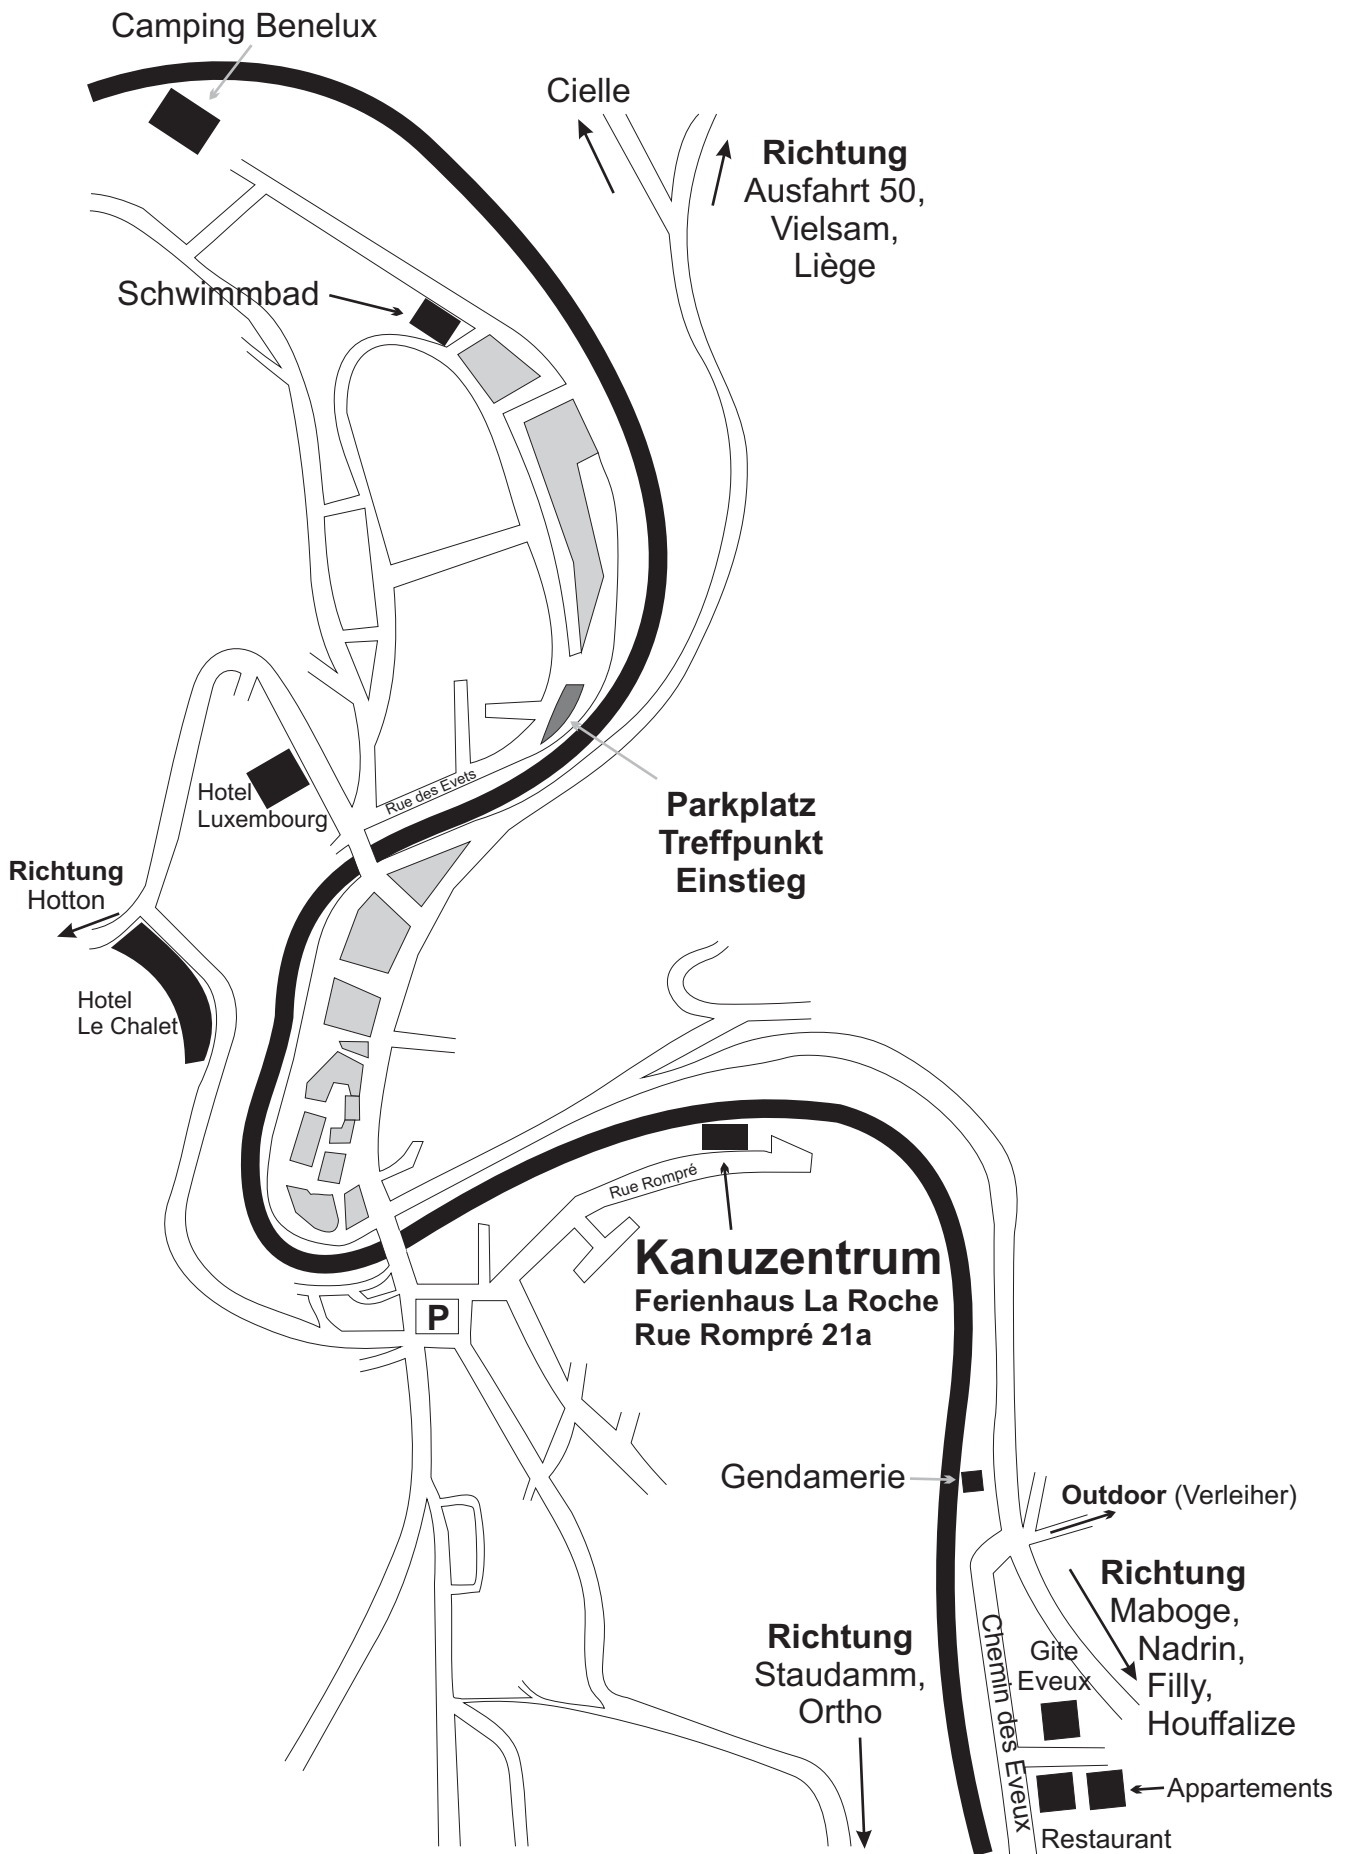 Camping Benelux
Cielle
Richtung
Ausfahrt 50,
Vielsam,
Liège
Schwimmbad
Rue des Evets
Hotel
Luxembourg
Parkplatz
Treffpunkt
Einstieg
Richtung
Hotton
Hotel
Le Chalet
Rue Rompré
Kanuzentrum
Ferienhaus La Roche
Rue Rompré 21a
P
Gendamerie
Outdoor (Verleiher)
Richtung
Maboge,
Nadrin,
Filly,
Houffalize
Richtung
Staudamm,
Ortho
Chemin des Eveux
Gite
Eveux
Appartements
Restaurant